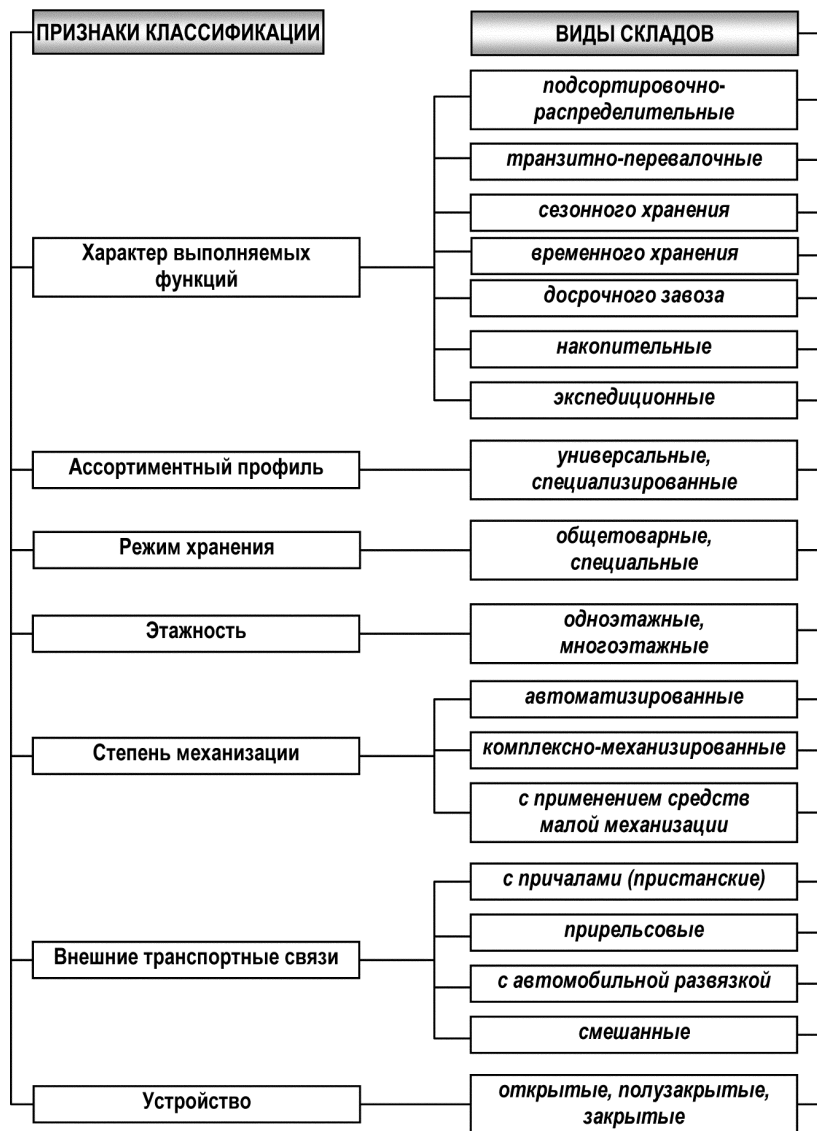 ПРИЗНАКИ КЛАССИФИКАЦИИ
ВИДЫ СКЛАДОВ
Характер выполняемых
функций
подсортировочно-
распределительные
транзитно-перевалочные
сезонного хранения
временного хранения
досрочного завоза
накопительные
экспедиционные
Ассортиментный профиль
универсальные,
специализированные
Режим хранения
общетоварные,
специальные
Этажность
одноэтажные,
многоэтажные
Степень механизации
автоматизированные
комплексно-механизированные
с применением средств
малой механизации
Внешние транспортные связи
с причалами (пристанские)
прирельсовые
с автомобильной развязкой
смешанные
Устройство
открытые, полузакрытые,
закрытые